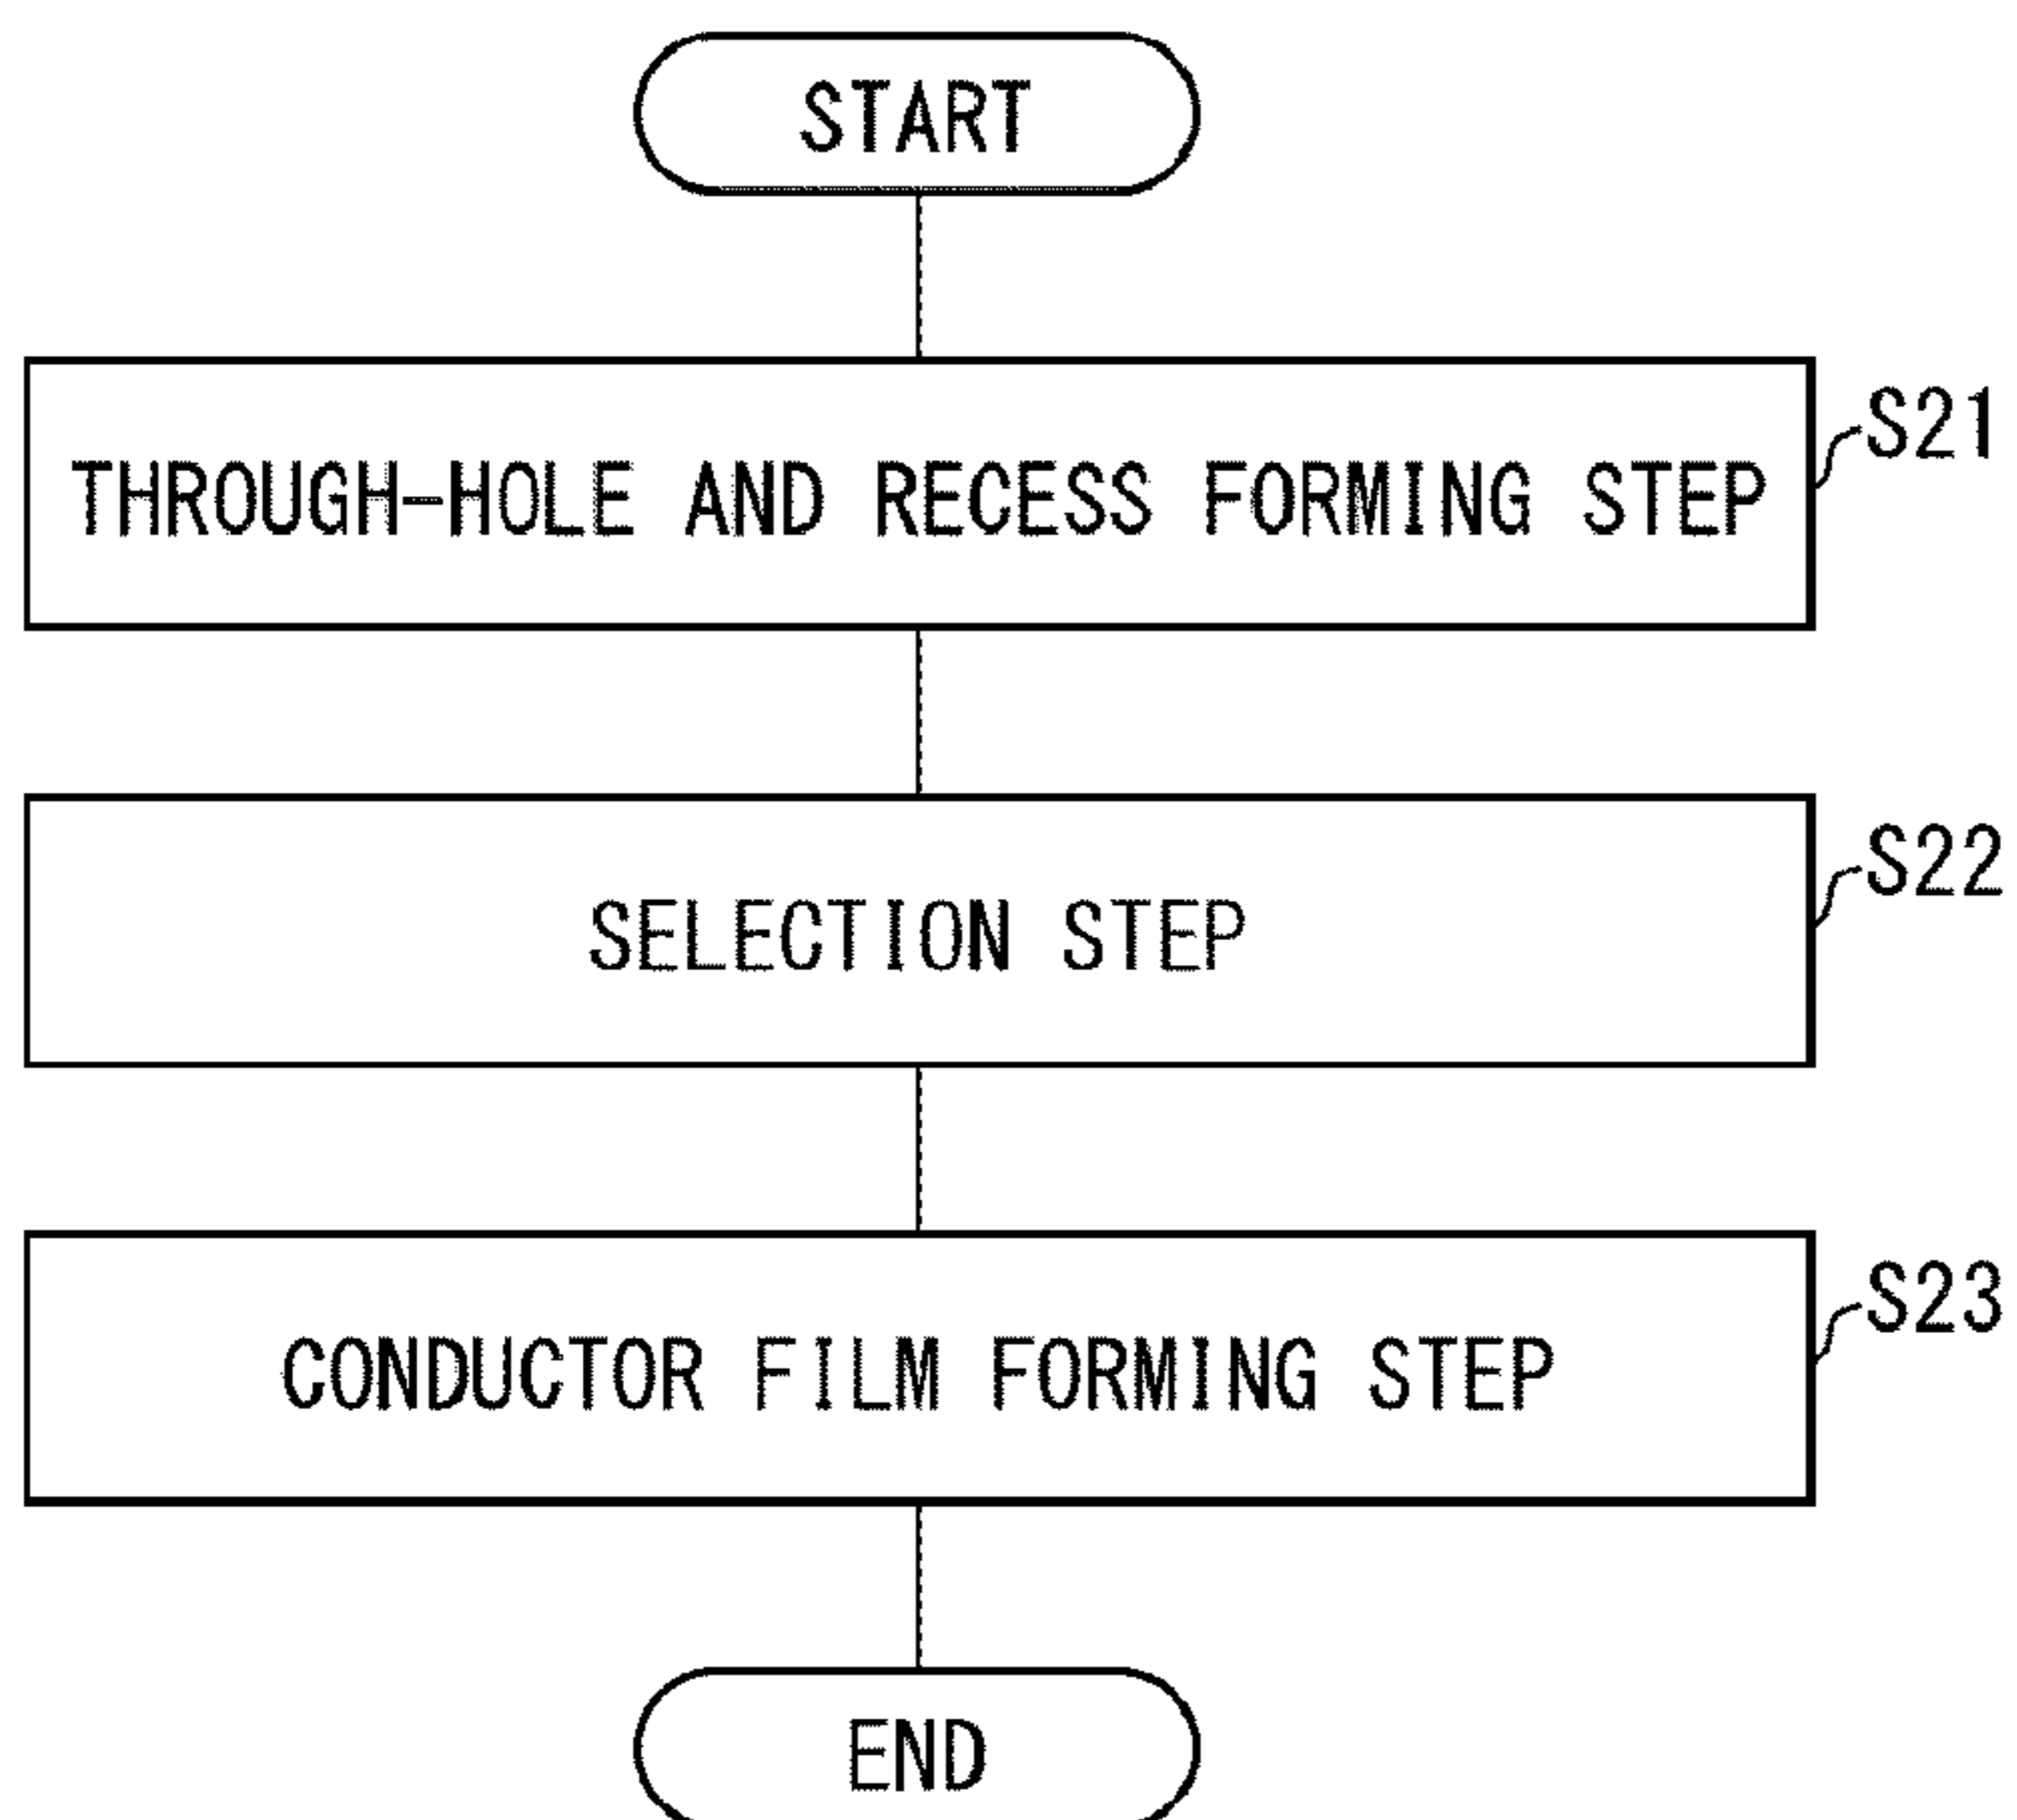 START
THROUGH-HOLE AND RECESS FORMING STEP
S21
SELECTION STEP
S22
CONDUCTOR FILM FORMING STEP
S23
END